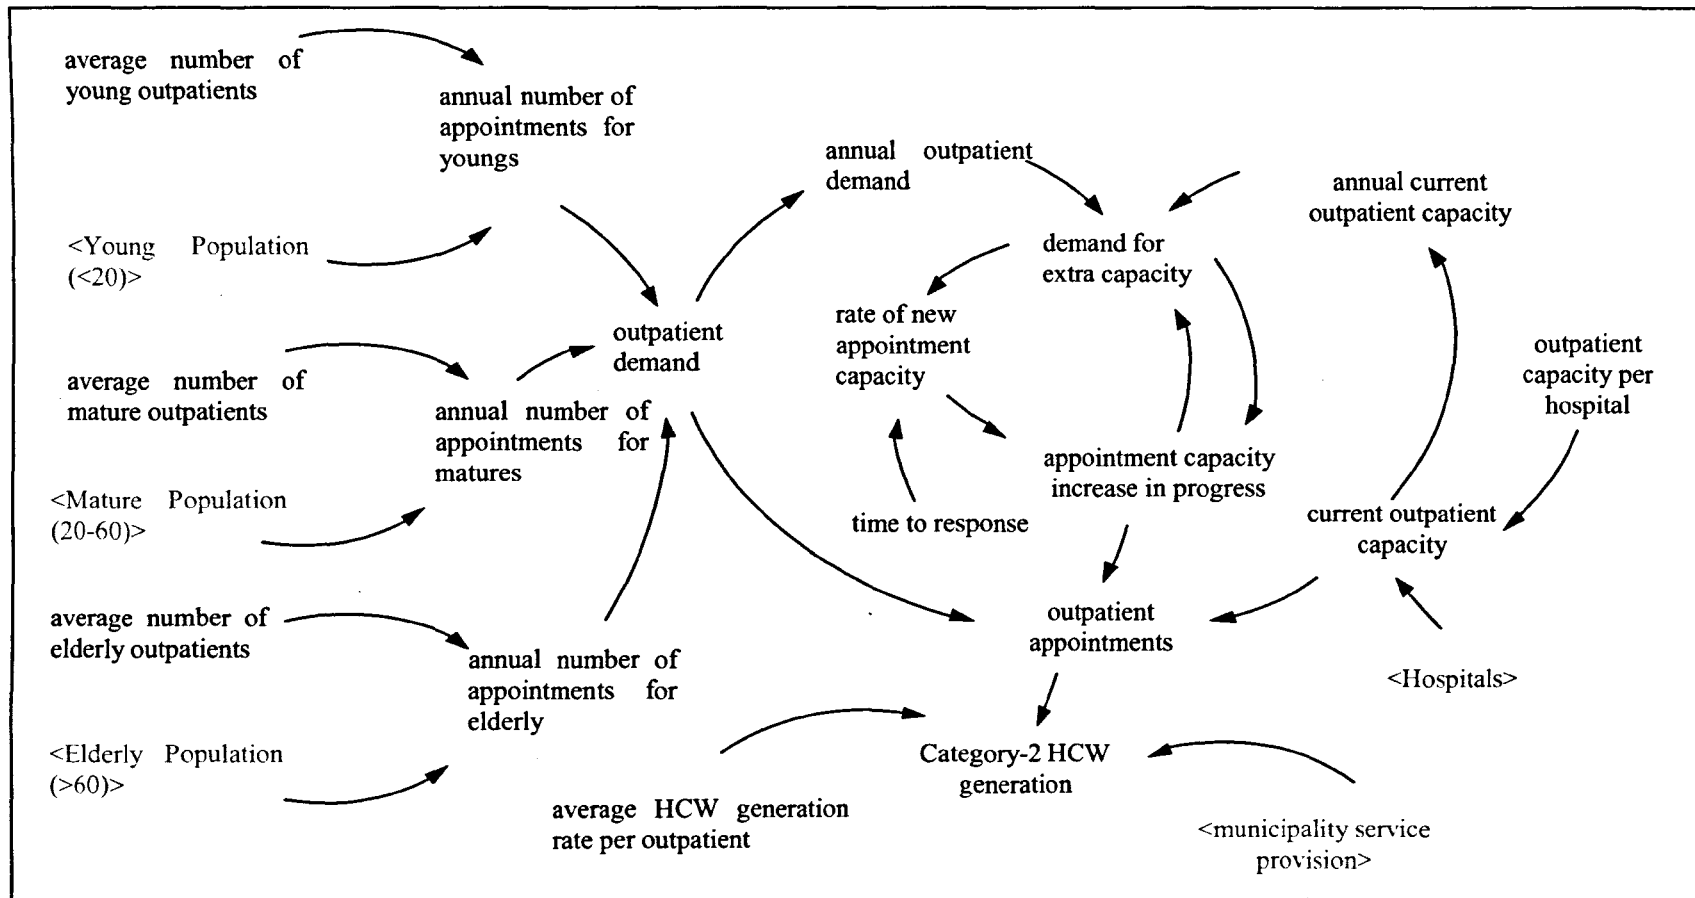 average number of
young outpatients
annual number of
appointments for
youngs
<Young Population
(<20)>
average number of
mature outpatients
annual number of
appointments for
matures
<Mature Population
(20-60)>
average number of
elderly outpatients
annual number of
appointments for
elderly
<Elderly Population
(>60)>
outpatient
demand
annual outpatient
demand
demand for
extra capacity
annual current
outpatient capacity
rate of new
appointment
capacity
outpatient
capacity per
hospital
appointment capacity
increase in progress
time to response
current outpatient
capacity
outpatient
appointments
<Hospitals>
Category-2 HCW
generation
average HCW generation
rate per outpatient
<municipality service
provision>